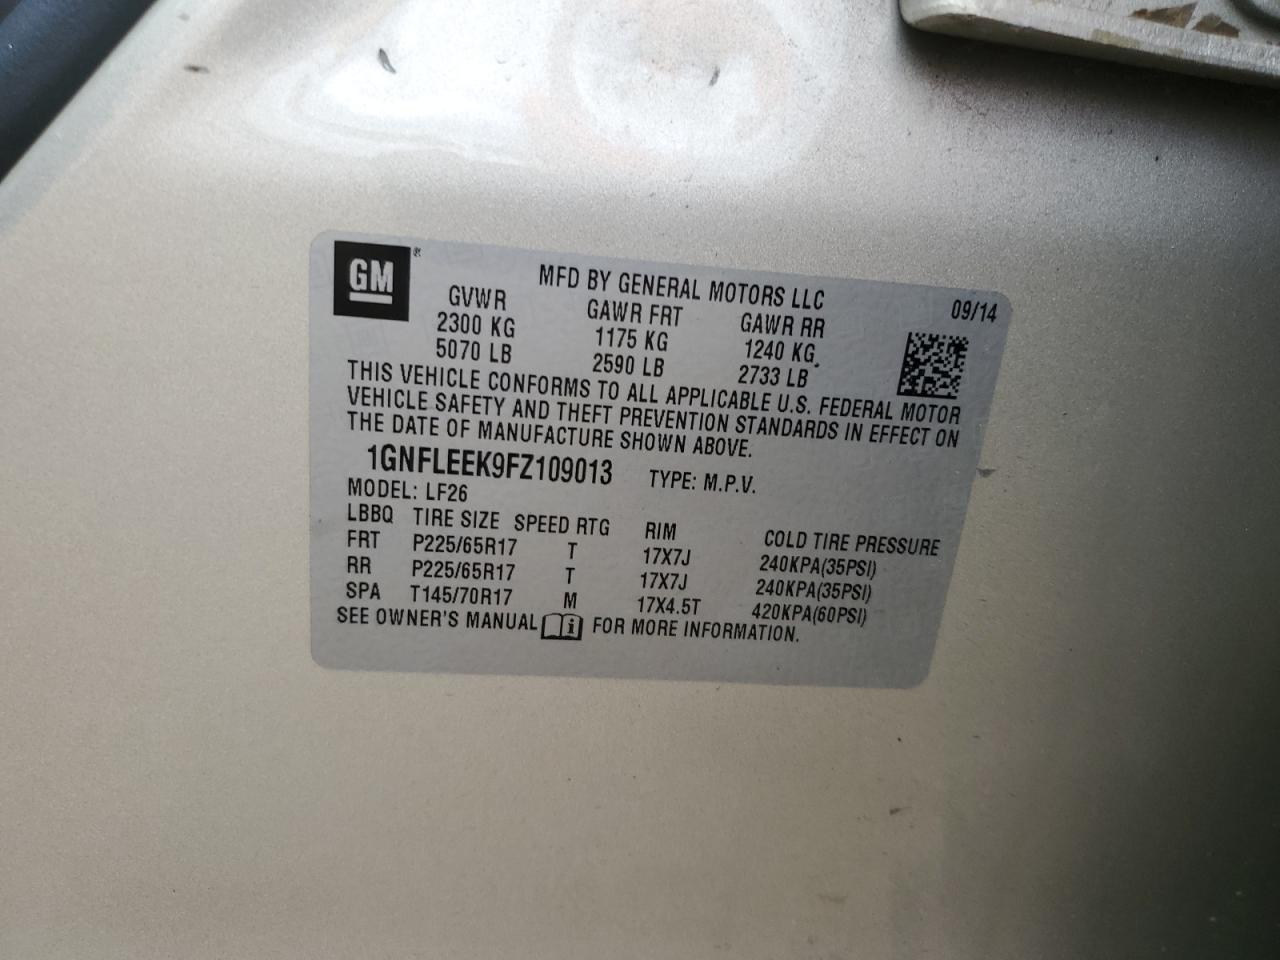 GM®
MFD BY GENERAL MOTORS LLC 09/14
GVWR GAWR FRT GAWR RR
2300 KG 1175 KG 1240 KG
5070 LB 2590 LB 2733 LB
THIS VEHICLE CONFORMS TO ALL APPLICABLE U.S. FEDERAL MOTOR
VEHICLE SAFETY AND THEFT PREVENTION STANDARDS IN EFFECT ON
THE DATE OF MANUFACTURE SHOWN ABOVE.
1GNFLEEK9FZ109013 TYPE: M.P.V.
MODEL: LF26
LBBQ TIRE SIZE SPEED RTG RIM COLD TIRE PRESSURE
FRT P225/65R17 T 17X7J 240KPA(35PSI)
RR P225/65R17 T 17X7J 240KPA(35PSI)
SPA T145/70R17 M 17X4.5T 420KPA(60PSI)
SEE OWNER'S MANUAL i FOR MORE INFORMATION.